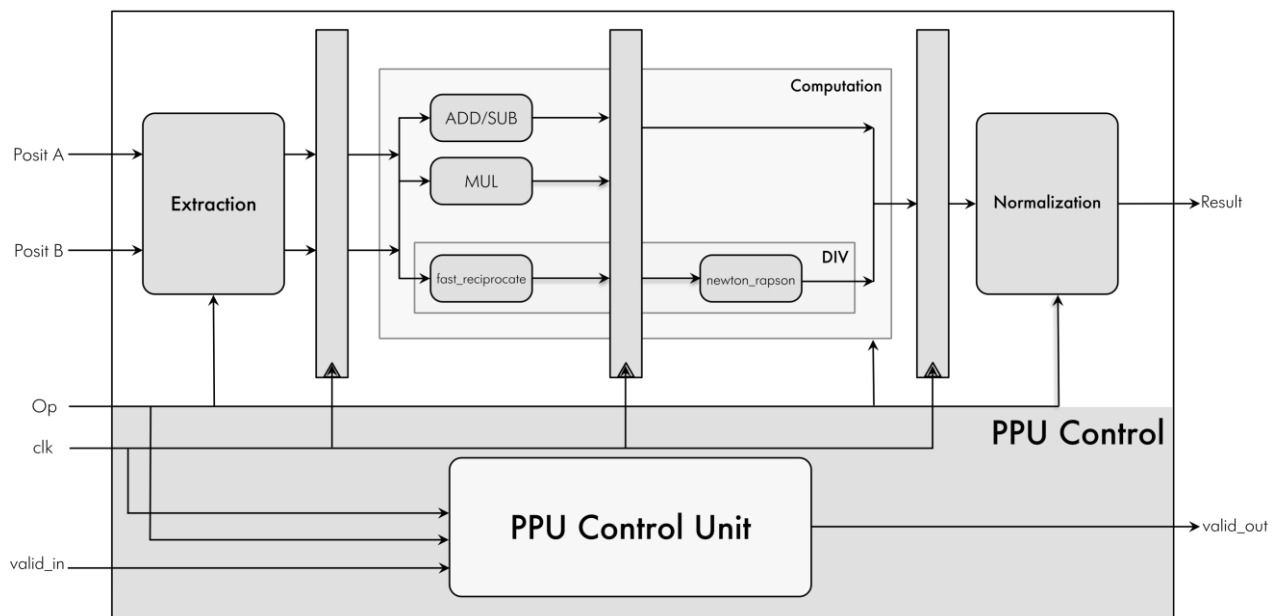 Computation
ADD/SUB
Posit A
MUL
Extraction
Normalization
Result
Posit B
DIV
fast_reciprocate
newton_rapson
Op
clk
PPU Control
PPU Control Unit
valid_out
valid_in